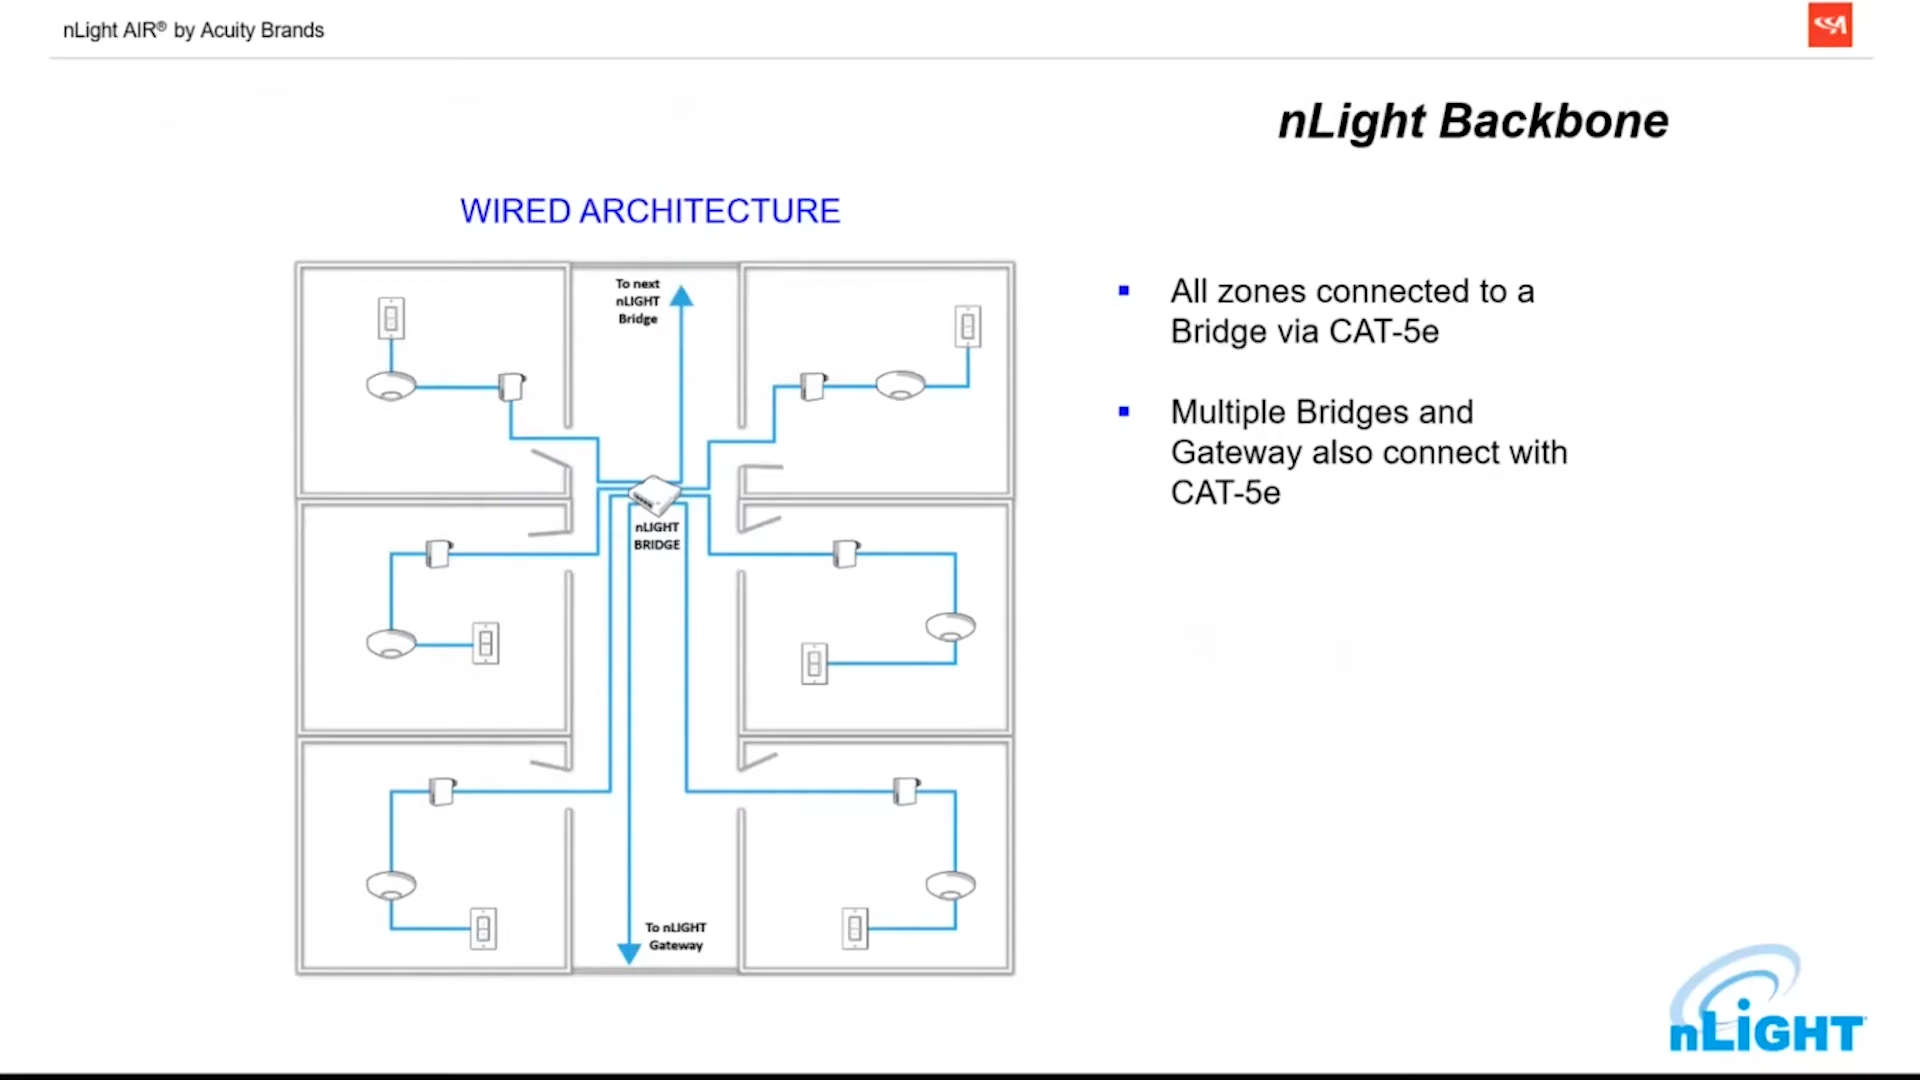 nLight AIR® by Acuity Brands
nLight Backbone
WIRED ARCHITECTURE
To next
nLIGHT
Bridge
nLIGHT
BRIDGE
To nLIGHT
Gateway
All zones connected to a
Bridge via CAT-5e
Multiple Bridges and
Gateway also connect with
CAT-5e
nLiGHT